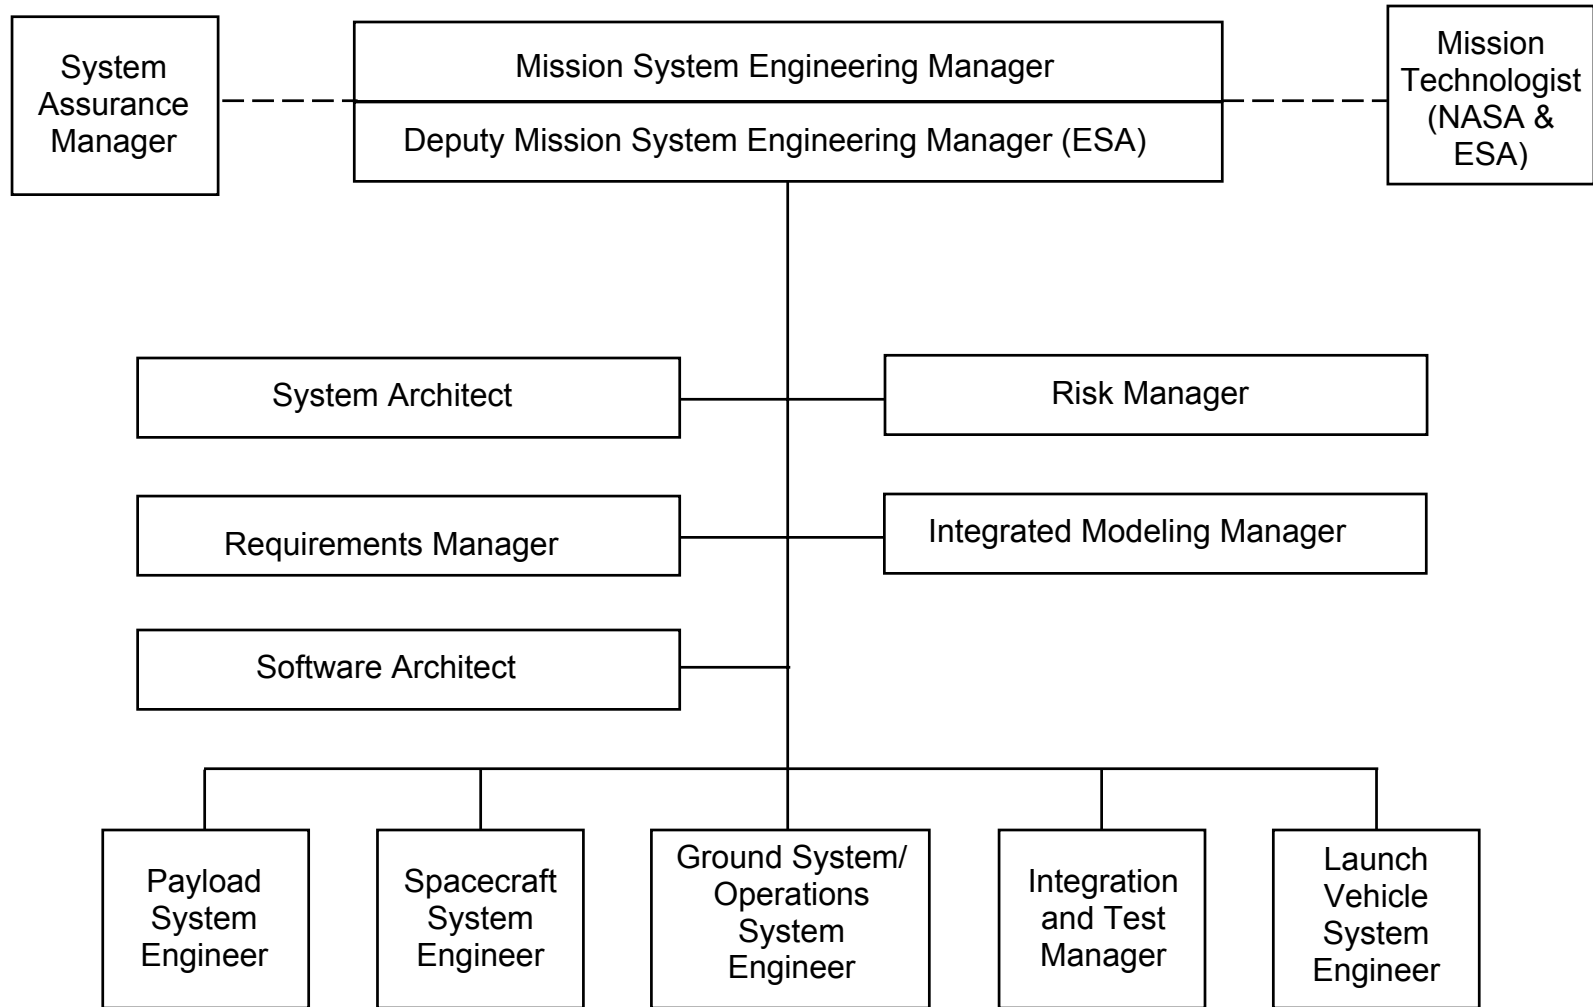 System
Assurance
Manager
Mission System Engineering Manager
Deputy Mission System Engineering Manager (ESA)
Mission
Technologist
(NASA &
ESA)
System Architect
Risk Manager
Requirements Manager
Integrated Modeling Manager
Software Architect
Payload
System
Engineer
Spacecraft
System
Engineer
Ground System/
Operations
System
Engineer
Integration
and Test
Manager
Launch
Vehicle
System
Engineer